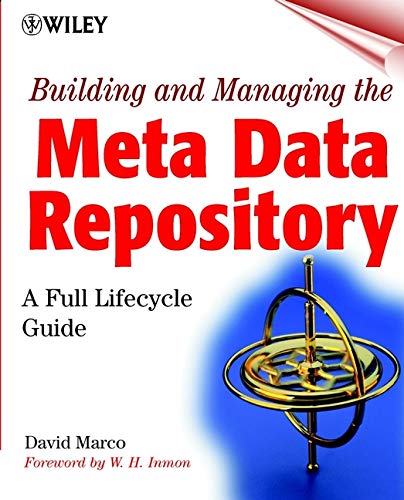 WILEY
Building and Managing the
Meta Data
Repository
A Full Lifecycle
Guide
David Marco
Foreword by W. H. Inmon